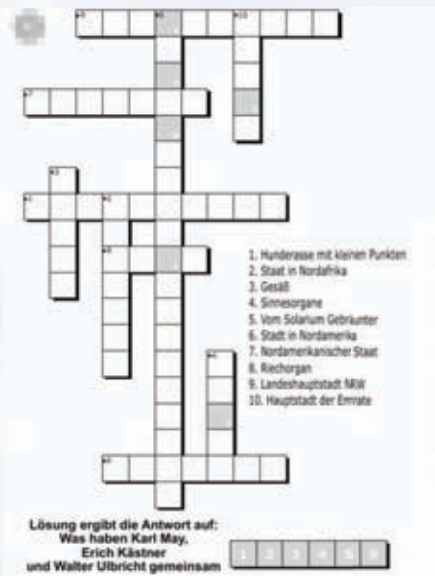 1. Hunderasse mit kleinen Punkten
2. Staat in Nordafrika
3. Gesäß
4. Sinnesorgane
5. Vom Solarium Gebräunter
6. Stadt in Nordamerika
7. Nordamerikanischer Staat
8. Riechorgan
9. Landeshauptstadt NRW
10. Hauptstadt der Emirate
Lösung ergibt die Antwort auf:
Was haben Karl May,
Erich Kästner
und Walter Ulbricht gemeinsam
1 2 3 4 5 6